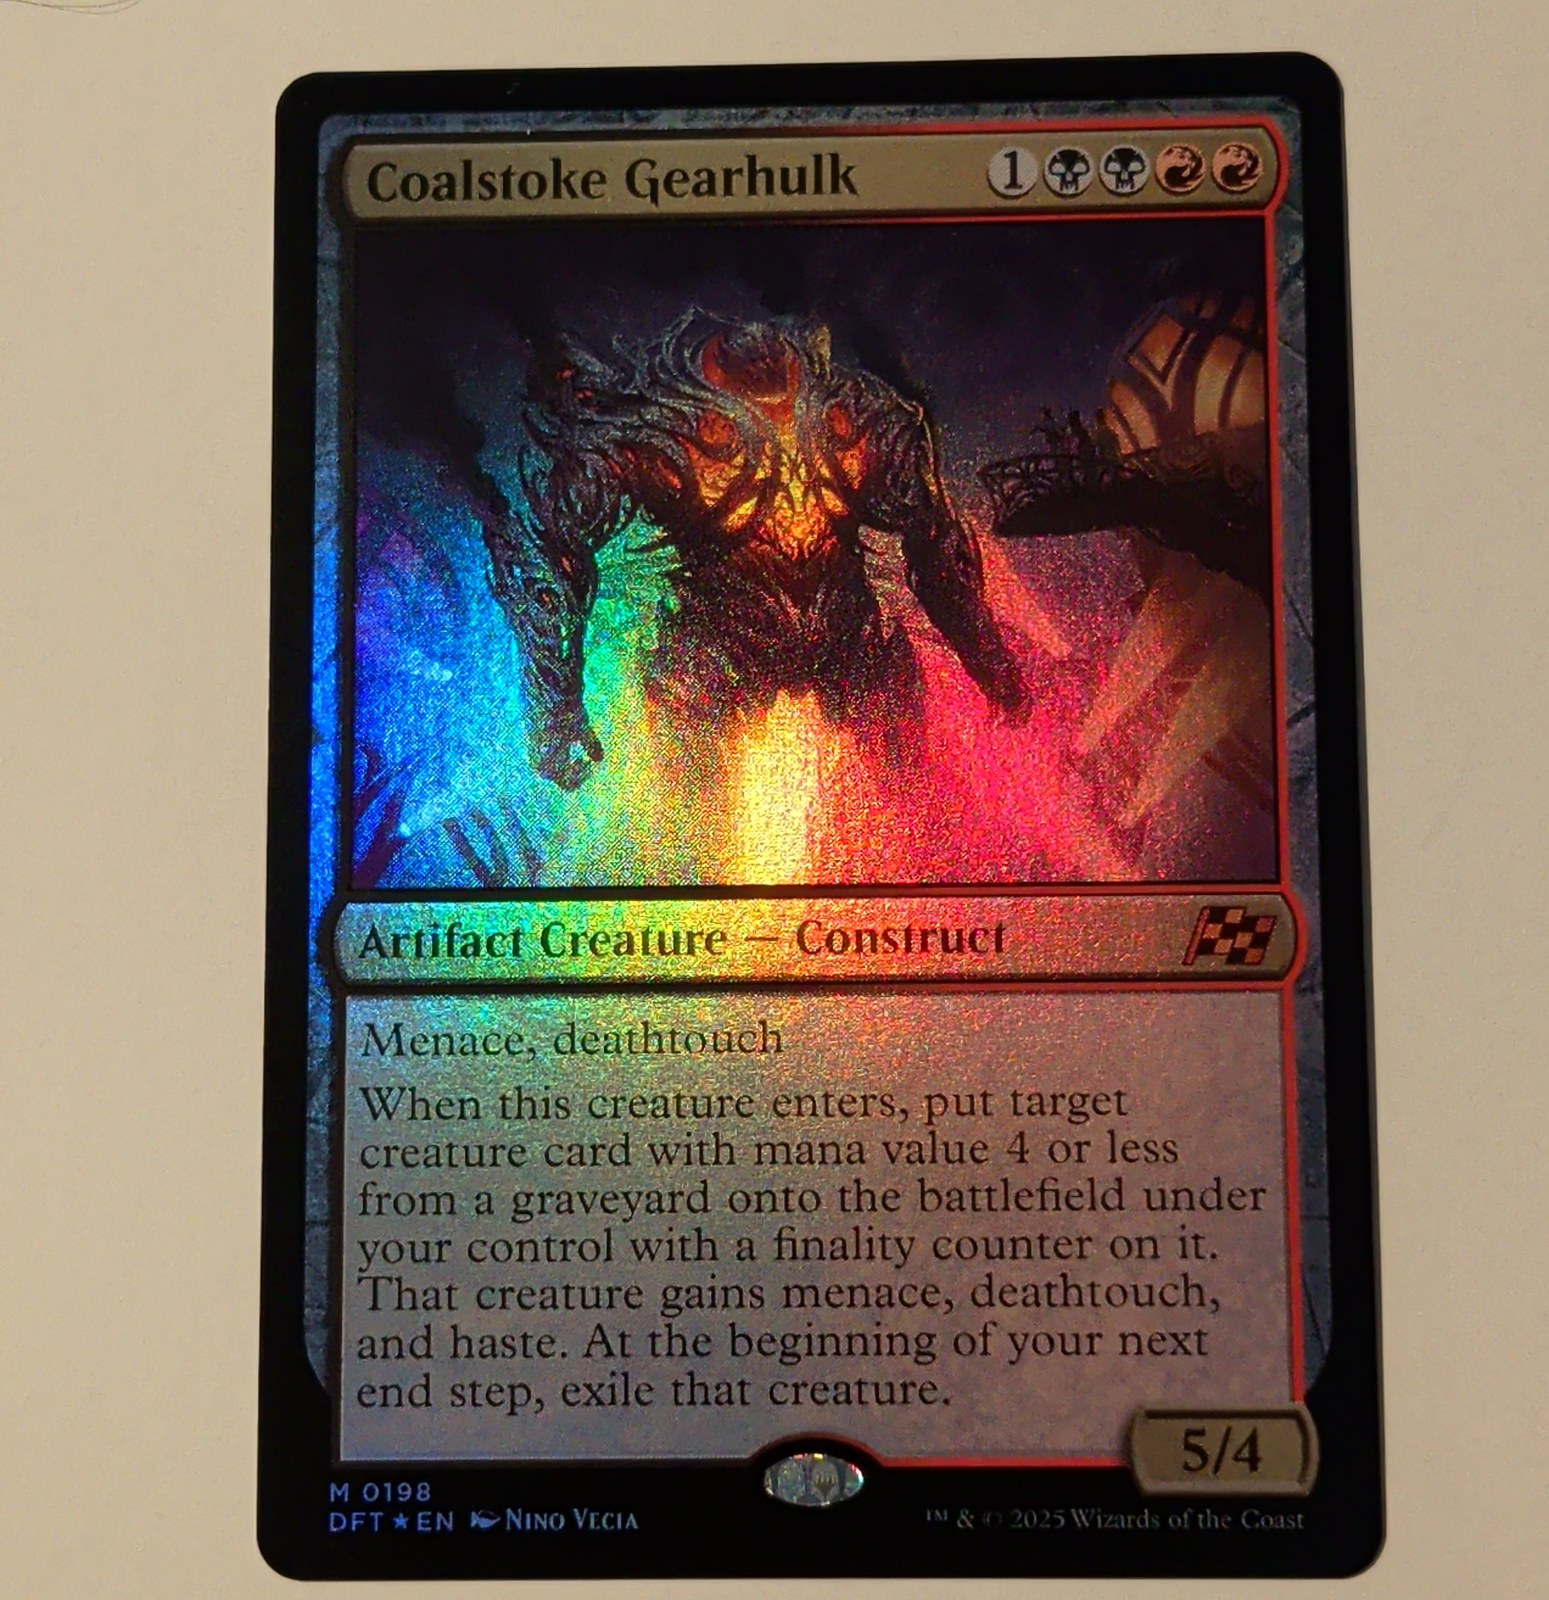 Coalstoke Gearhulk 1
Artifact Creature — Construct
Menace, deathtouch
When this creature enters, put target
creature card with mana value 4 or less
from a graveyard onto the battlefield under
your control with a finality counter on it.
That creature gains menace, deathtouch,
and haste. At the beginning of your next
end step, exile that creature.
5/4
M 0198
DFT ★ EN Nino Vecia
™ & © 2025 Wizards of the Coast